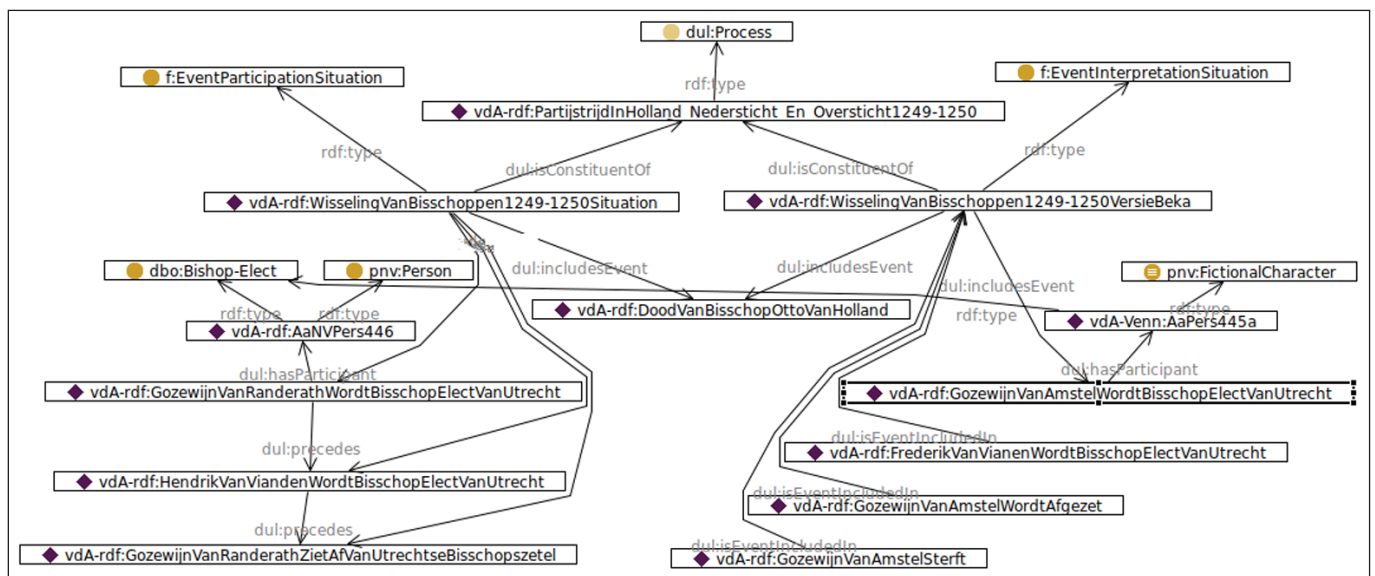 dul:Process
f:EventParticipationSituation
f:EventInterpretationSituation
rdf:type
vdA-rdf:PartijstrijdInHolland_Nedersticht_En_Oversticht1249-1250
rdf:type
rdf:type
dul:isConstituentOf
dul:isConstituentOf
vdA-rdf:WisselingVanBisschoppen1249-1250Situation
vdA-rdf:WisselingVanBisschoppen1249-1250VersieBeka
dbo:Bishop-Elect
pnv:Person
dul:includesEvent
dul:includesEvent
pnv:FictionalCharacter
dul:includesEvent
rdf:type
rdf:type
vdA-rdf:DoodVanBisschopOttoVanHolland
rdf:type
rdf:type
vdA-rdf:AaNVPers446
vdA-Venn:AaPers445a
dul:hasParticipant
dul:hasParticipant
vdA-rdf:GozewijnVanRanderathWordtBisschopElectVanUtrecht
vdA-rdf:GozewijnVanAmstelWordtBisschopElectVanUtrecht
dul:isEventIncludedIn
dul:precedes
vdA-rdf:FrederikVanVianenWordtBisschopElectVanUtrecht
vdA-rdf:HendrikVanViandenWordtBisschopElectVanUtrecht
dul:isEventIncludedIn
vdA-rdf:GozewijnVanAmstelWordtAfgezet
dul:precedes
dul:isEventIncludedIn
vdA-rdf:GozewijnVanRanderathZietAfVanUtrechtseBisschopszetel
vdA-rdf:GozewijnVanAmstelSterft